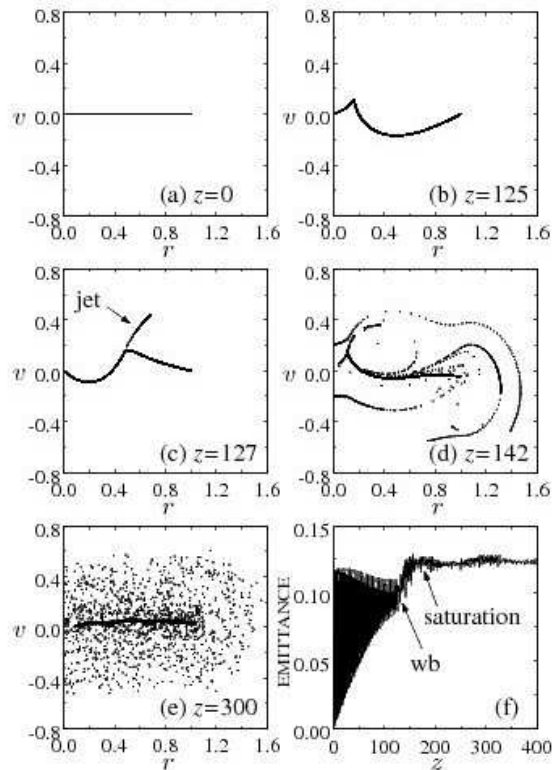 0.8
0.4
v 0.0
-0.4
-0.8
(a) z=0
0.0 0.4 0.8 1.2 1.6
r
0.8
0.4
v 0.0
-0.4
-0.8
(b) z=125
0.0 0.4 0.8 1.2 1.6
r
0.8
jet
0.4
v 0.0
-0.4
-0.8
(c) z=127
0.0 0.4 0.8 1.2 1.6
r
0.8
0.4
v 0.0
-0.4
-0.8
(d) z=142
0.0 0.4 0.8 1.2 1.6
r
0.8
0.4
v 0.0
-0.4
-0.8
(e) z=300
0.0 0.4 0.8 1.2 1.6
r
EMITTANCE
0.15
0.10
0.05
0.00
saturation
wb
(f)
0 100 200 300 400
z